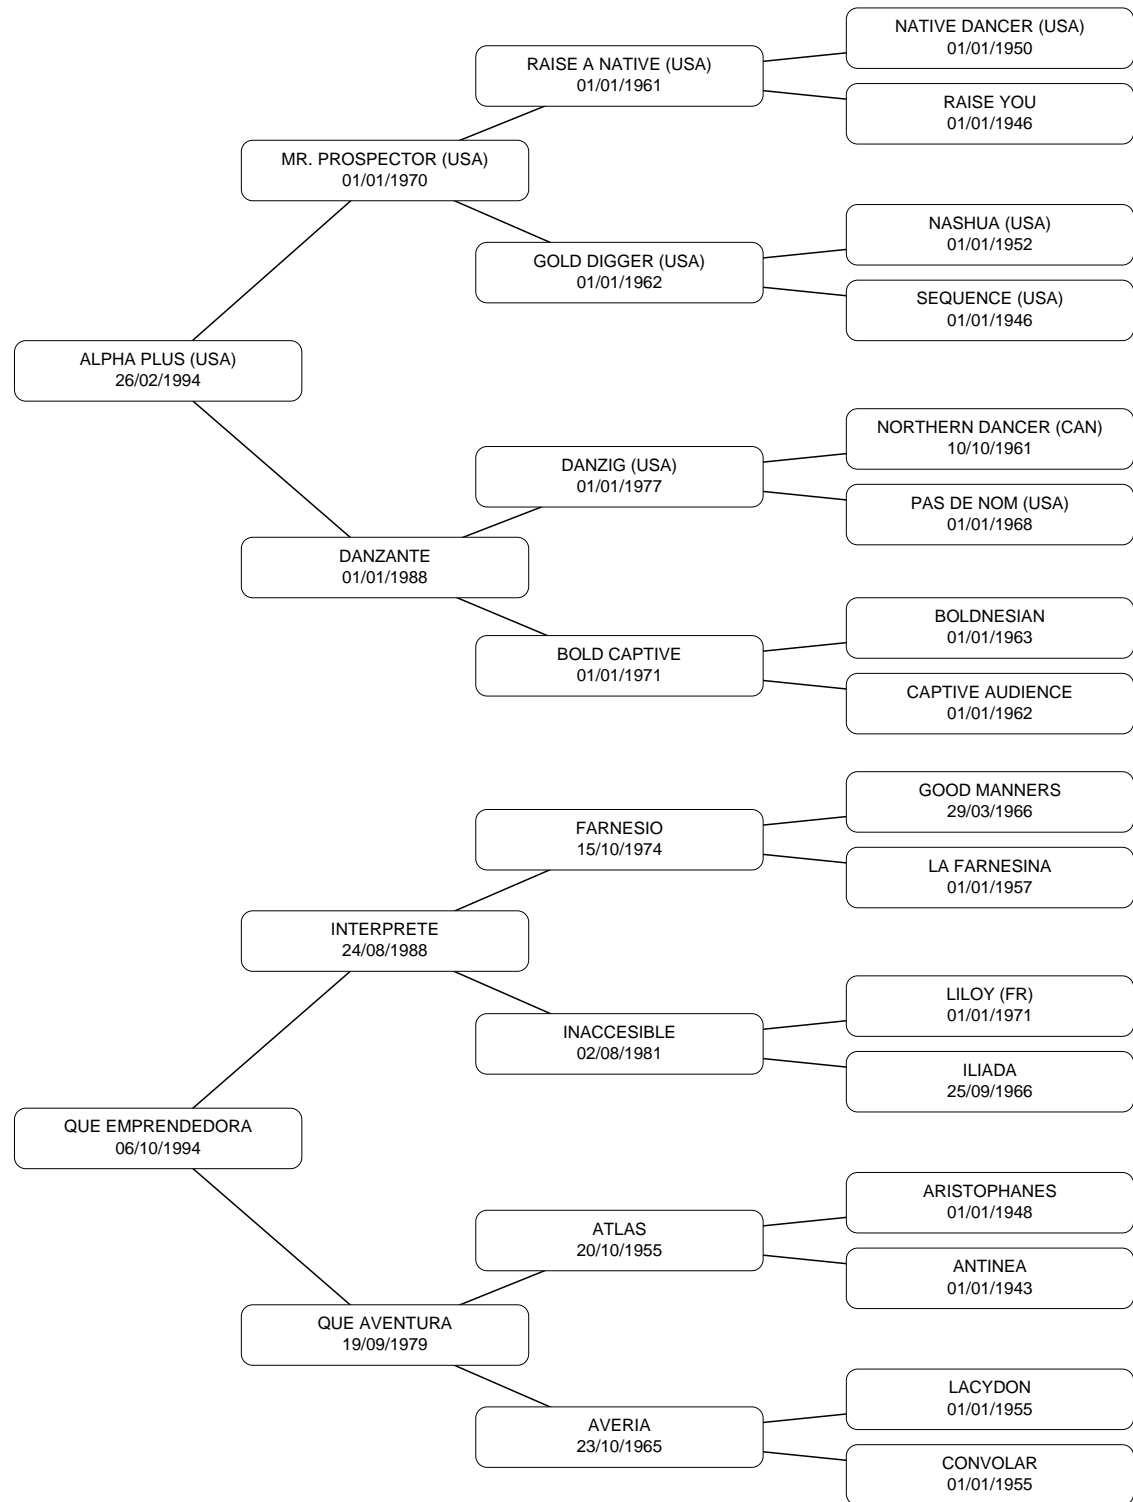 NATIVE DANCER (USA)
01/01/1950
RAISE A NATIVE (USA)
01/01/1961
RAISE YOU
01/01/1946
MR. PROSPECTOR (USA)
01/01/1970
NASHUA (USA)
01/01/1952
GOLD DIGGER (USA)
01/01/1962
SEQUENCE (USA)
01/01/1946
ALPHA PLUS (USA)
26/02/1994
NORTHERN DANCER (CAN)
10/10/1961
DANZIG (USA)
01/01/1977
PAS DE NOM (USA)
01/01/1968
DANZANTE
01/01/1988
BOLDNESIAN
01/01/1963
BOLD CAPTIVE
01/01/1971
CAPTIVE AUDIENCE
01/01/1962
GOOD MANNERS
29/03/1966
FARNESIO
15/10/1974
LA FARNESINA
01/01/1957
INTERPRETE
24/08/1988
LILOY (FR)
01/01/1971
INACCESIBLE
02/08/1981
ILIADA
25/09/1966
QUE EMPRENDEDORA
06/10/1994
ARISTOPHANES
01/01/1948
ATLAS
20/10/1955
ANTINEA
01/01/1943
QUE AVENTURA
19/09/1979
LACYDON
01/01/1955
AVERIA
23/10/1965
CONVOLAR
01/01/1955